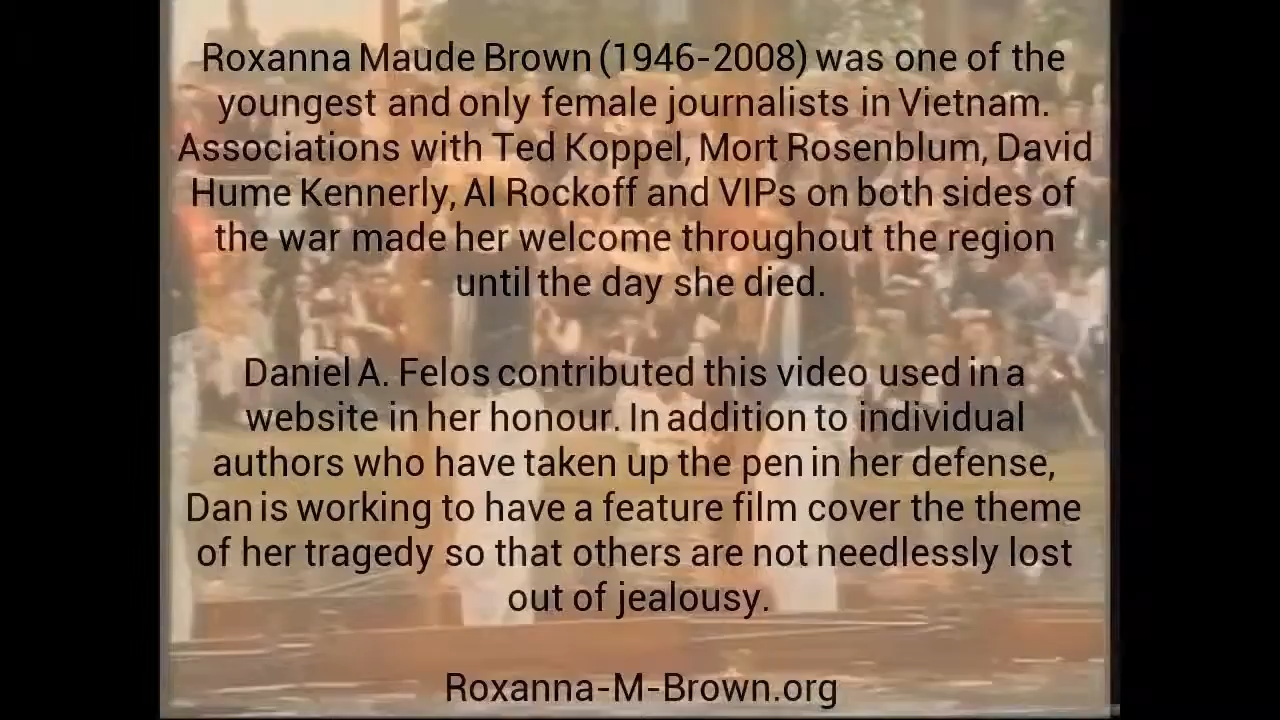 Roxanna Maude Brown (1946-2008) was one of the
youngest and only female journalists in Vietnam.
Associations with Ted Koppel, Mort Rosenblum, David
Hume Kennerly, Al Rockoff and VIPs on both sides of
the war made her welcome throughout the region
until the day she died.
Daniel A. Felos contributed this video used in a
website in her honour. In addition to individual
authors who have taken up the pen in her defense,
Dan is working to have a feature film cover the theme
of her tragedy so that others are not needlessly lost
out of jealousy.
Roxanna-M-Brown.org